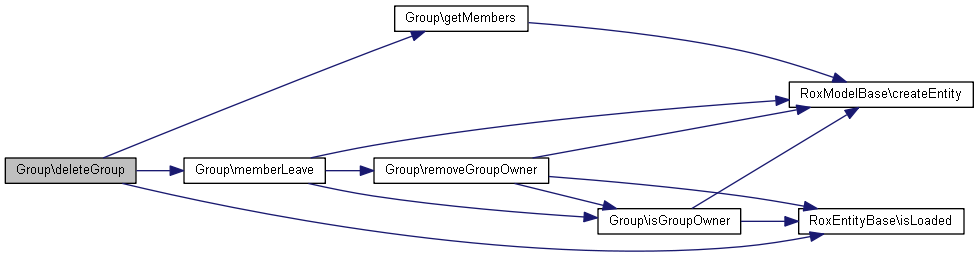 Group\getMembers
RoxModelBase\createEntity
Group\deleteGroup
Group\memberLeave
Group\removeGroupOwner
Group\isGroupOwner
RoxEntityBase\isLoaded